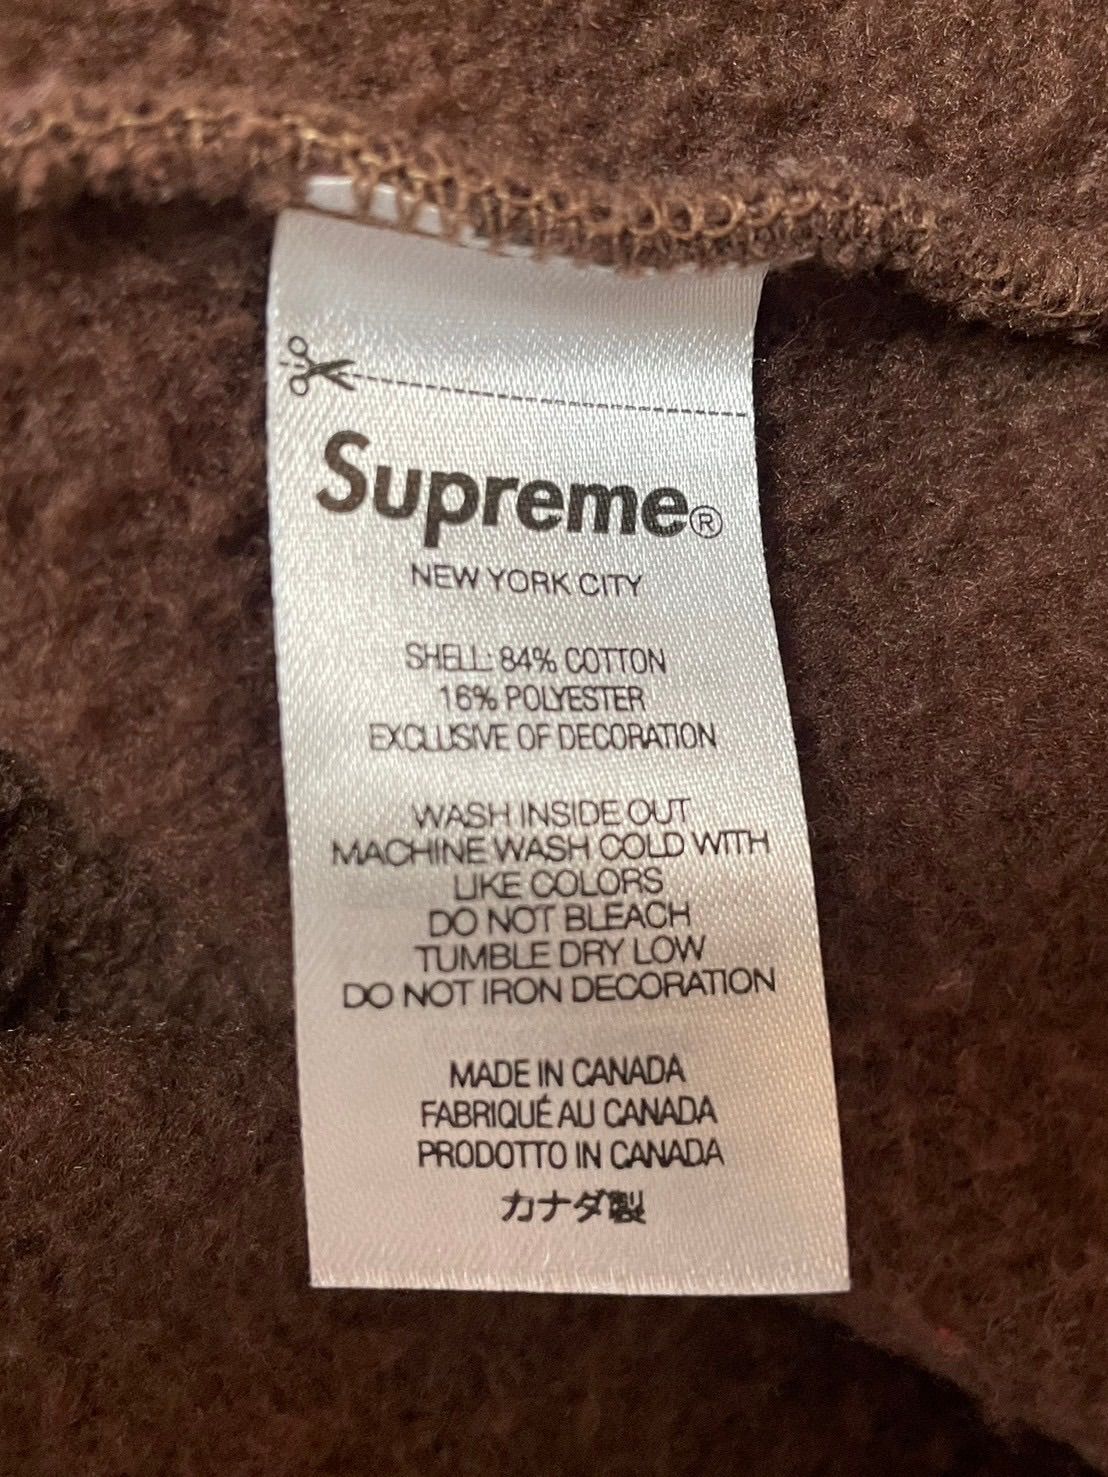 Supreme®
NEW YORK CITY
SHELL: 84% COTTON
16% POLYESTER
EXCLUSIVE OF DECORATION
WASH INSIDE OUT
MACHINE WASH COLD WITH
LIKE COLORS
DO NOT BLEACH
TUMBLE DRY LOW
DO NOT IRON DECORATION
MADE IN CANADA
FABRIQUÉ AU CANADA
PRODOTTO IN CANADA
カナダ製